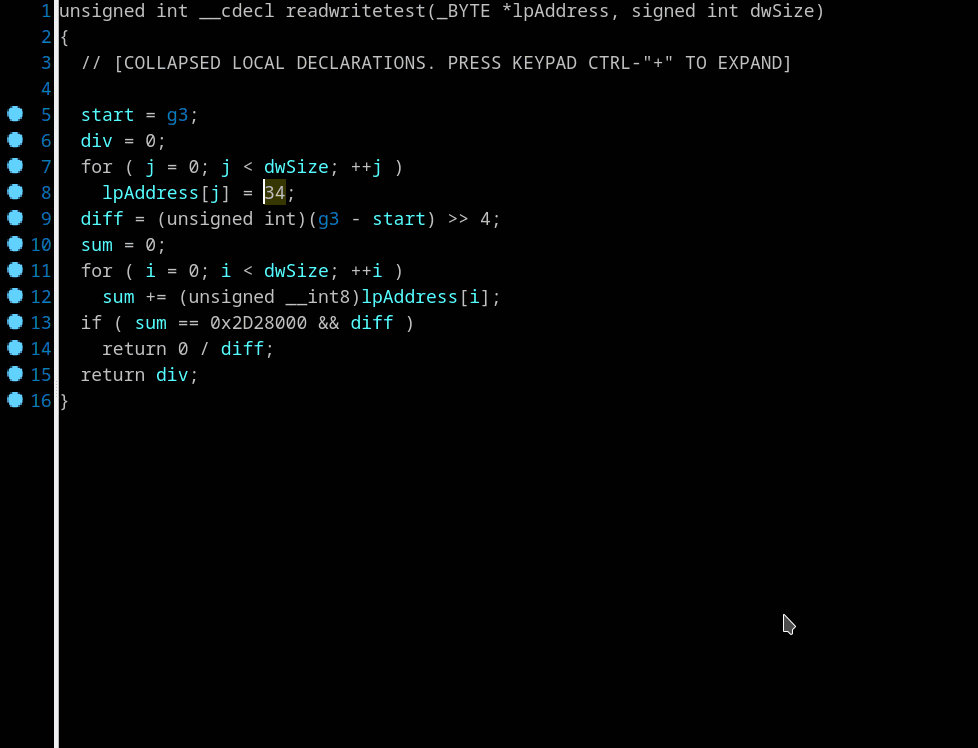 1 unsigned int __cdecl readwritetest(_BYTE *lpAddress, signed int dwSize)
2 {
3   // [COLLAPSED LOCAL DECLARATIONS. PRESS KEYPAD CTRL-"+" TO EXPAND]
4
5   start = g3;
6   div = 0;
7   for ( j = 0; j < dwSize; ++j )
8     lpAddress[j] = 34;
9   diff = (unsigned int)(g3 - start) >> 4;
10   sum = 0;
11   for ( i = 0; i < dwSize; ++i )
12     sum += (unsigned __int8)lpAddress[i];
13   if ( sum == 0x2D28000 && diff )
14     return 0 / diff;
15   return div;
16 }